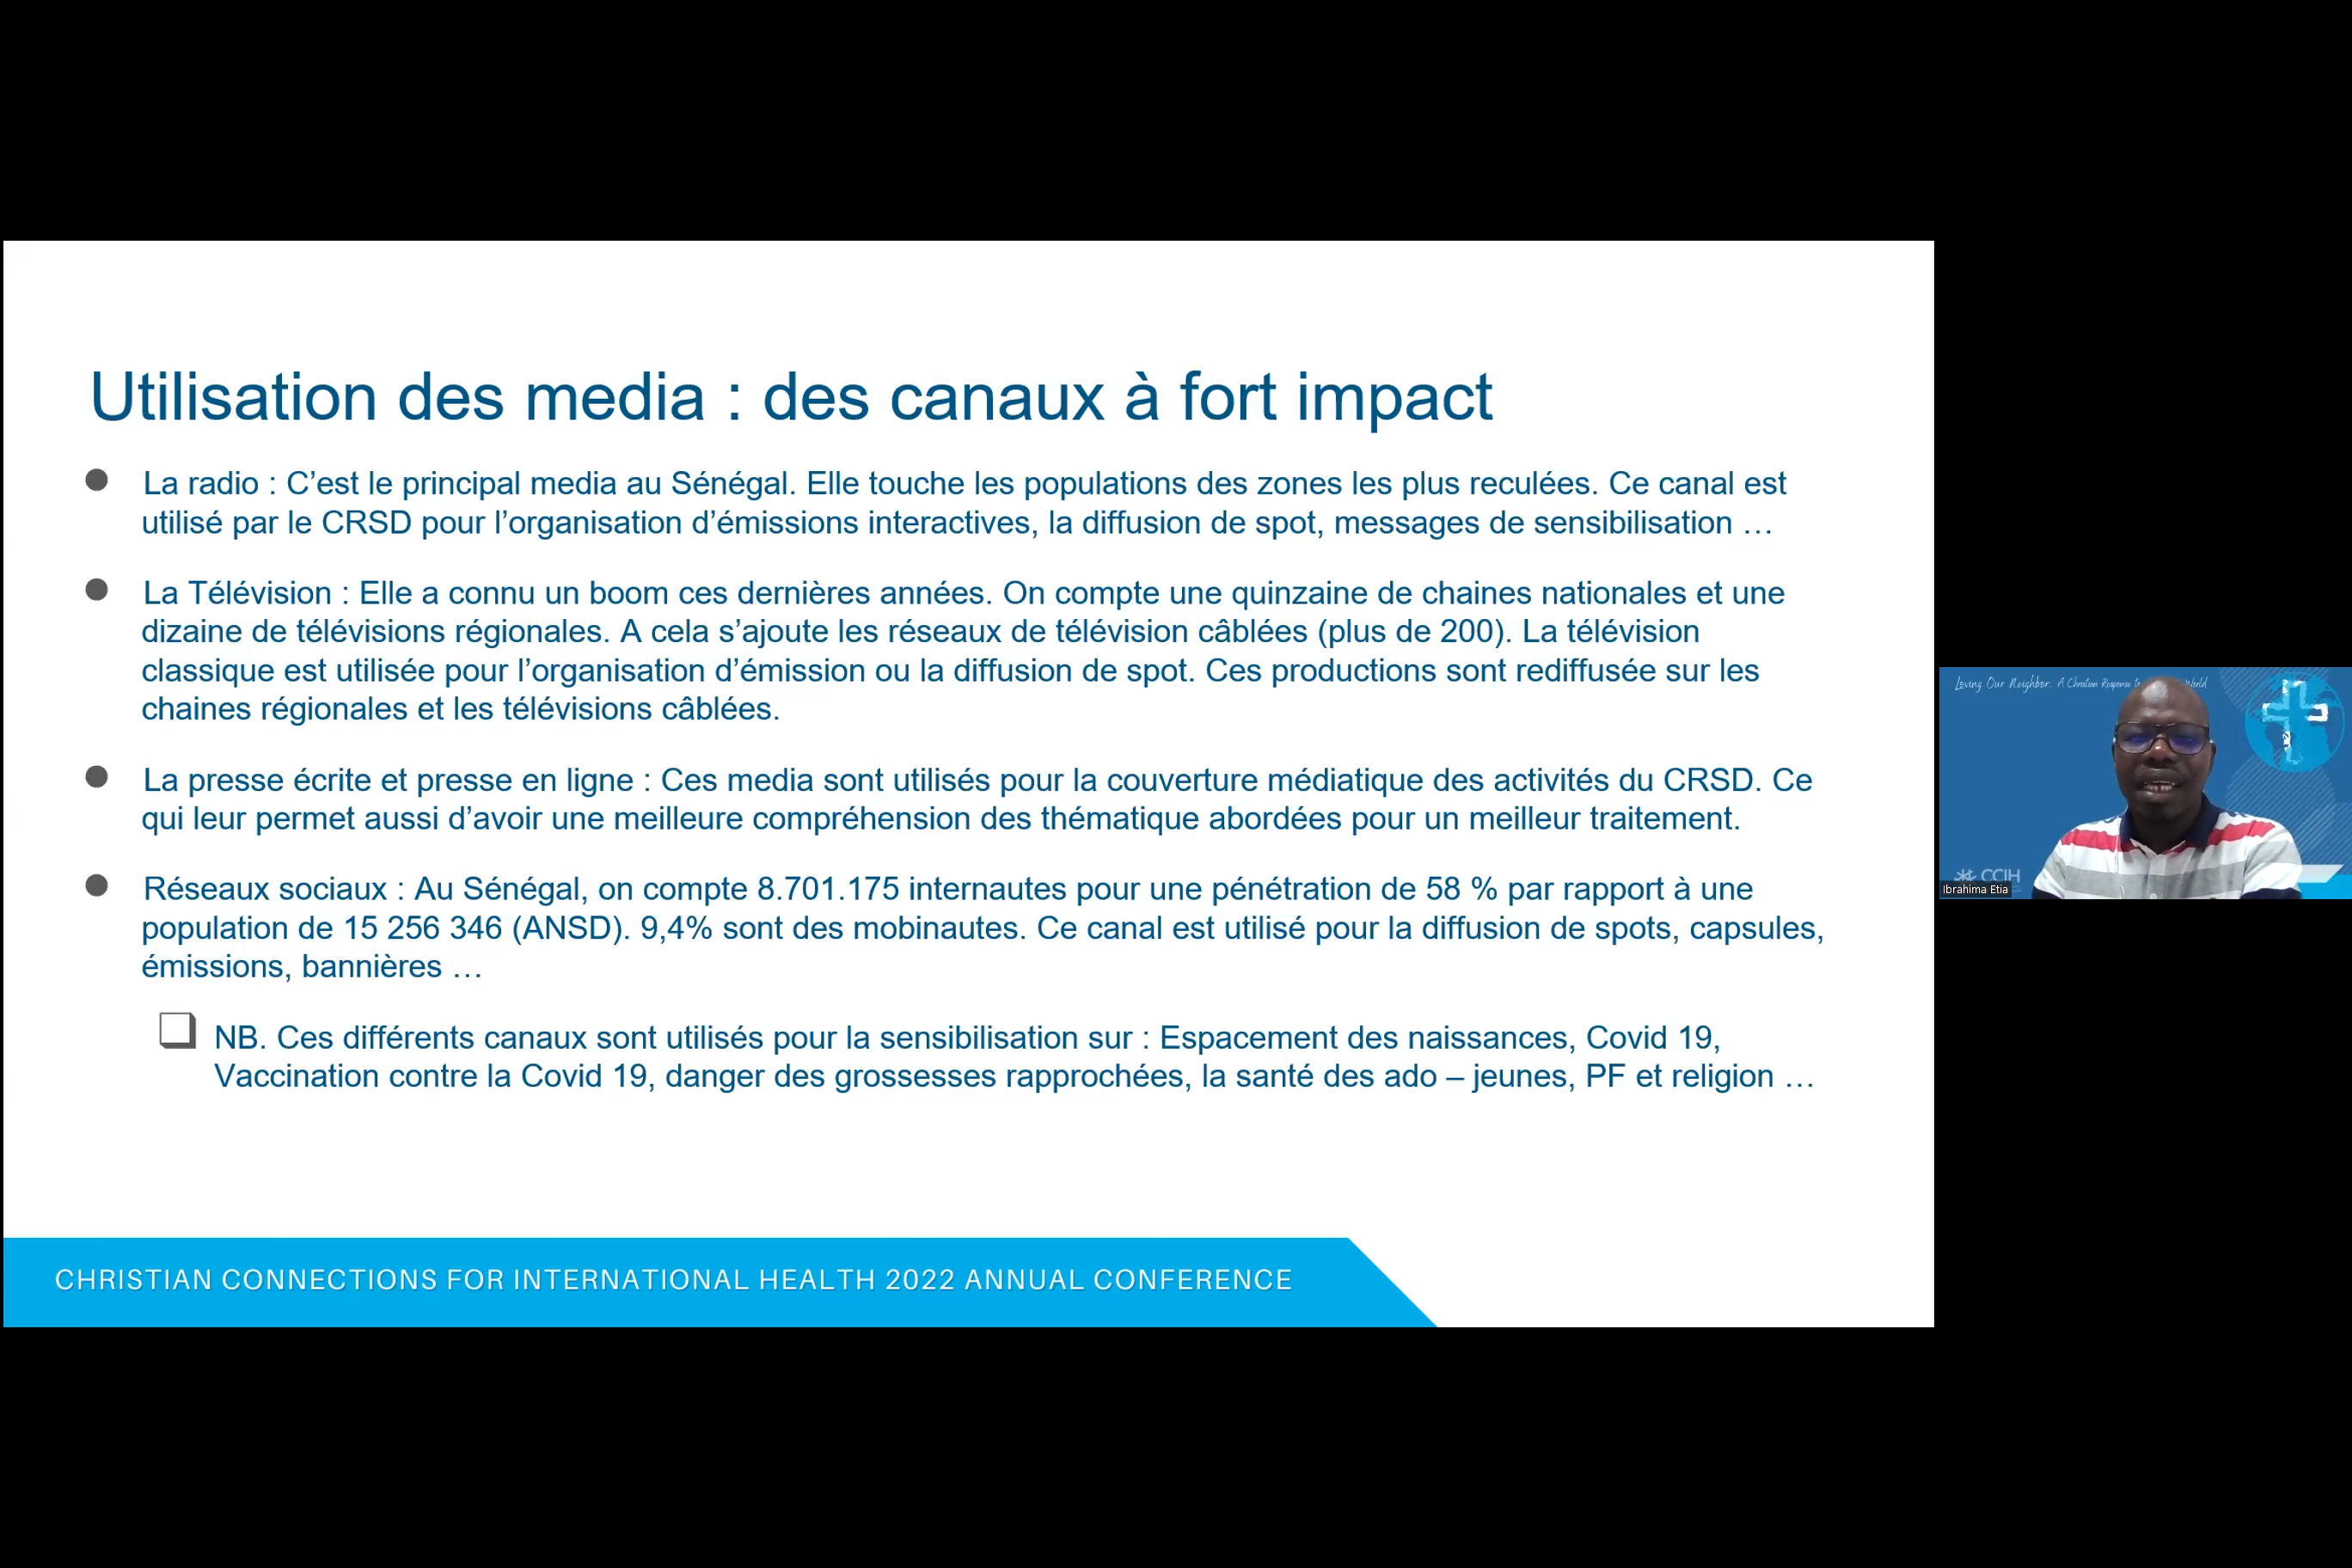 Utilisation des media : des canaux à fort impact
La radio : C’est le principal media au Sénégal. Elle touche les populations des zones les plus reculées. Ce canal est
utilisé par le CRSD pour l’organisation d’émissions interactives, la diffusion de spot, messages de sensibilisation …
La Télévision : Elle a connu un boom ces dernières années. On compte une quinzaine de chaines nationales et une
dizaine de télévisions régionales. A cela s’ajoute les réseaux de télévision câblées (plus de 200). La télévision
classique est utilisée pour l’organisation d’émission ou la diffusion de spot. Ces productions sont rediffusée sur les
chaines régionales et les télévisions câblées.
La presse écrite et presse en ligne : Ces media sont utilisés pour la couverture médiatique des activités du CRSD. Ce
qui leur permet aussi d’avoir une meilleure compréhension des thématique abordées pour un meilleur traitement.
Réseaux sociaux : Au Sénégal, on compte 8.701.175 internautes pour une pénétration de 58 % par rapport à une
population de 15 256 346 (ANSD). 9,4% sont des mobinautes. Ce canal est utilisé pour la diffusion de spots, capsules,
émissions, bannières …
NB. Ces différents canaux sont utilisés pour la sensibilisation sur : Espacement des naissances, Covid 19,
Vaccination contre la Covid 19, danger des grossesses rapprochées, la santé des ado – jeunes, PF et religion …
CHRISTIAN CONNECTIONS FOR INTERNATIONAL HEALTH 2022 ANNUAL CONFERENCE
Loving Our Neighbor: A Christian Response World
CCIH
Ibrahima Etia